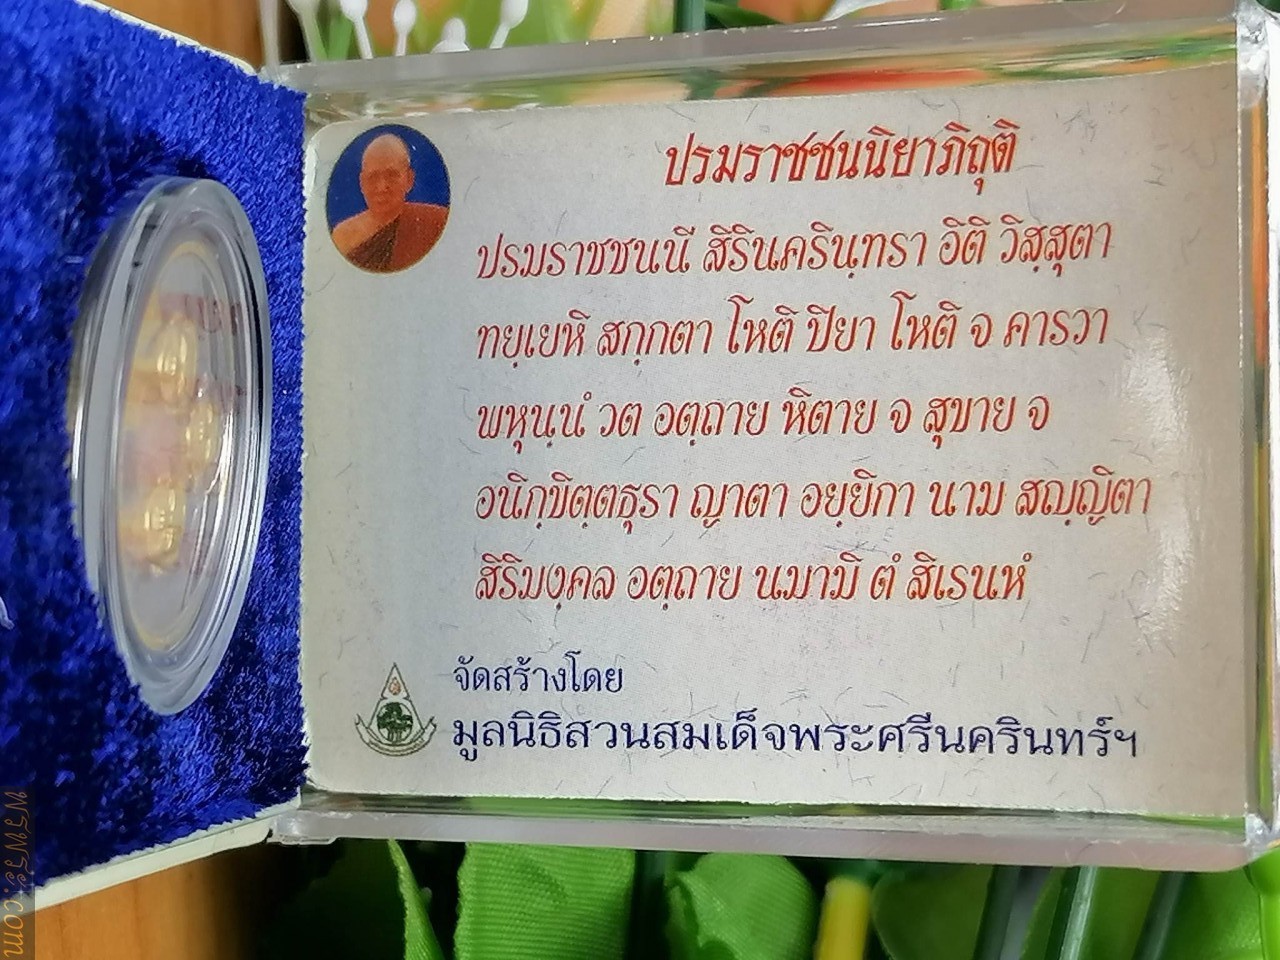 ปรมราชชนนิยาภิถุติ
ปรมราชชนนี สิรินครินฺทรา อิติ วิสฺสุตา
ทยฺเยหิ สกฺกตา โหติ ปิยา โหติ จ คารวา
พหุนฺนํ วต อตฺถาย หิตาย จ สุขาย จ
อนิกฺขิตฺตธุรา ญาตา อยฺยิกา นาม สญฺญิตา
สิริมงฺคล อตฺถาย นมามิ ตํ สิเรนหํ
จัดสร้างโดย
มูลนิธิสวนสมเด็จพระศรีนครินทร์ฯ